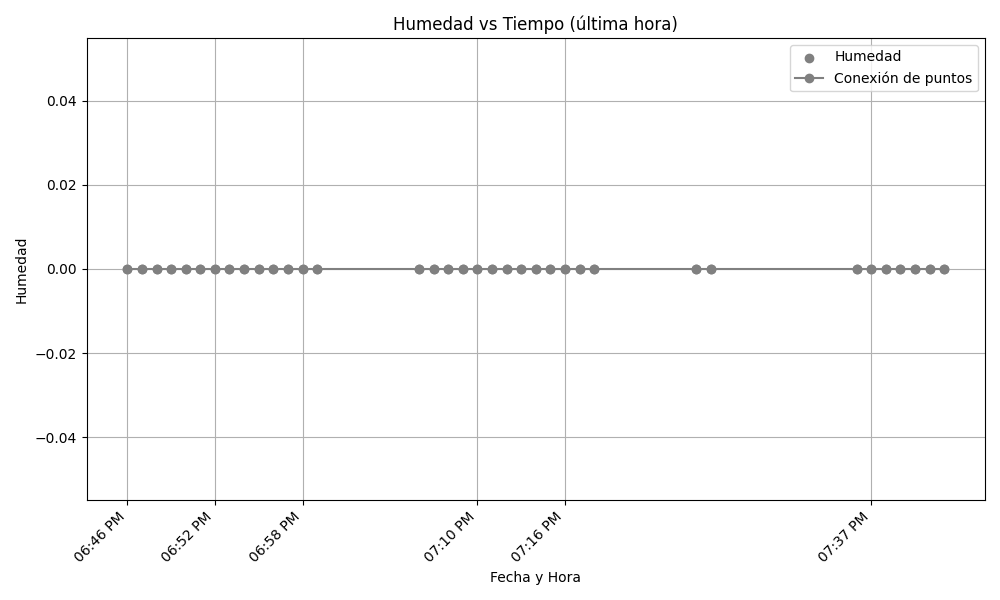 Humedad vs Tiempo (última hora)
Humedad
Conexión de puntos
0.04
0.02
0.00
−0.02
−0.04
Humedad
06:46 PM
06:52 PM
06:58 PM
07:10 PM
07:16 PM
07:37 PM
Fecha y Hora